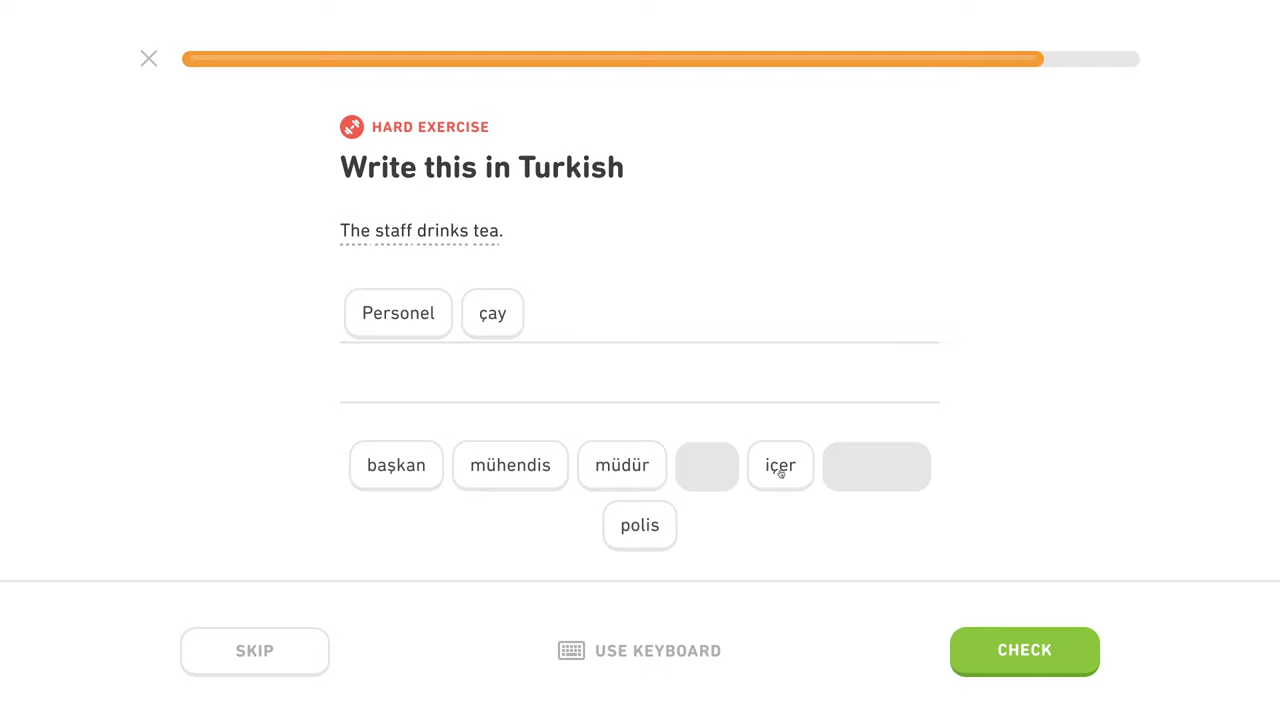 HARD EXERCISE
Write this in Turkish
The staff drinks tea.
Personel çay
başkan mühendis müdür içer
polis
SKIP USE KEYBOARD CHECK